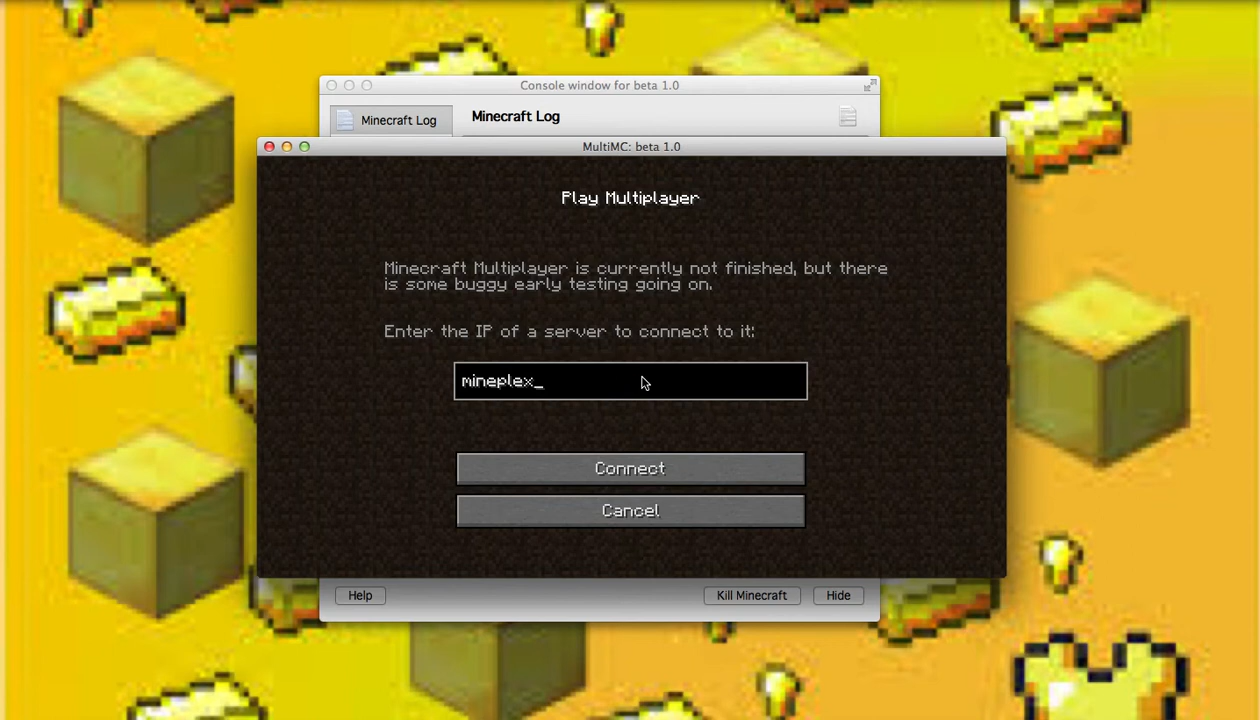 Console window for beta 1.0
Minecraft Log
Minecraft Log
MultiMC: beta 1.0
Play Multiplayer
Minecraft Multiplayer is currently not finished, but there
is some buggy early testing going on.
Enter the IP of a server to connect to it:
mineplex_
Connect
Cancel
Help
Kill Minecraft
Hide